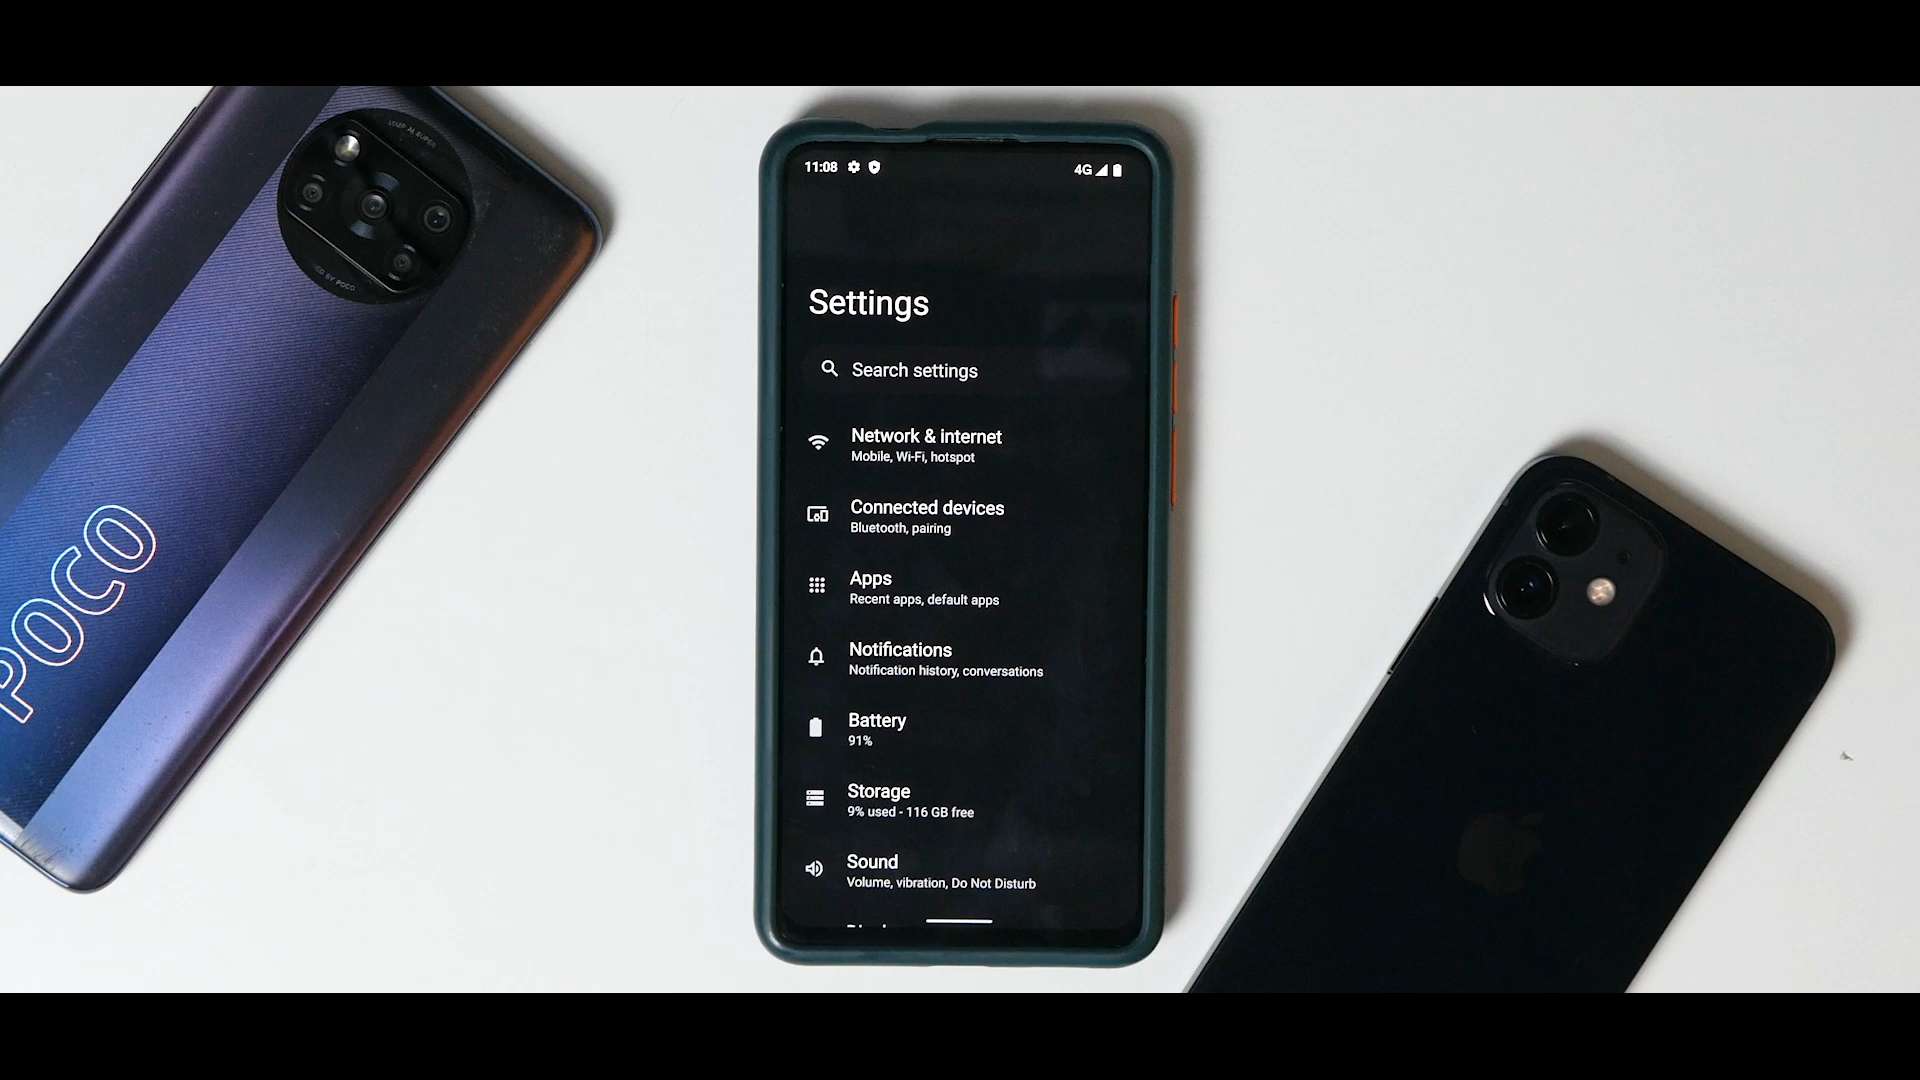 11:08
4G
Settings
Search settings
Network & internet
Mobile, Wi-Fi, hotspot
Connected devices
Bluetooth, pairing
Apps
Recent apps, default apps
Notifications
Notification history, conversations
Battery
91%
Storage
9% used - 116 GB free
Sound
Volume, vibration, Do Not Disturb
POCO
BY POCO